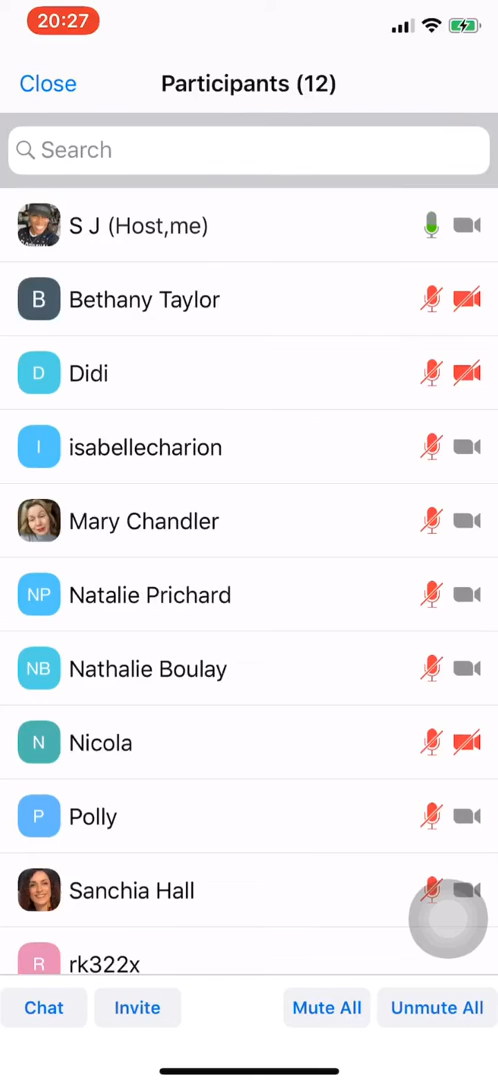 20:27
Close
Participants (12)
Search
S J (Host,me)
B
Bethany Taylor
D
Didi
I
isabellecharion
Mary Chandler
NP
Natalie Prichard
NB
Nathalie Boulay
N
Nicola
P
Polly
Sanchia Hall
R
rk322x
Chat
Invite
Mute All
Unmute All